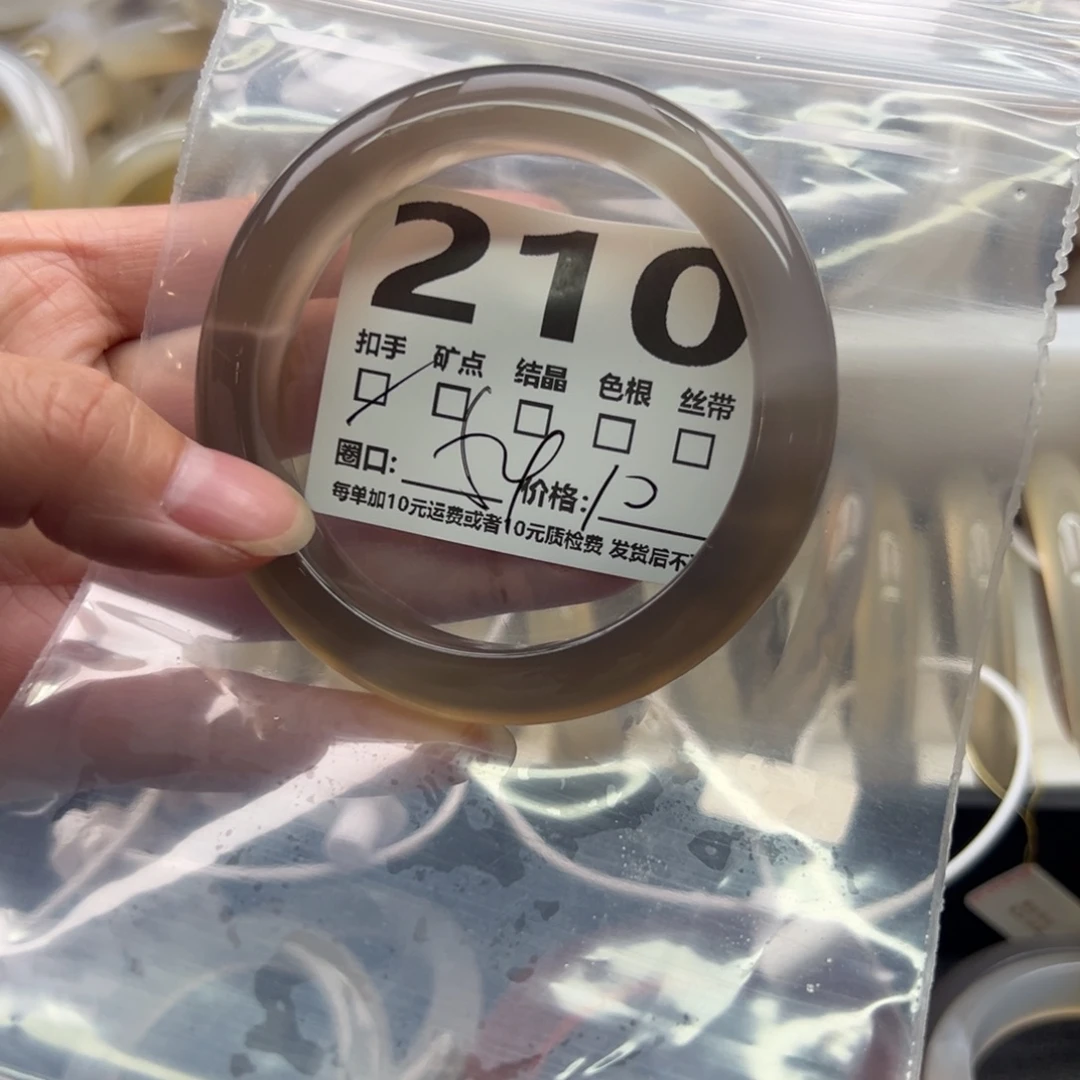 210
扣手 矿点 结晶 色根 丝带
圈口: 价格:
每单加10元运费或者10元质检费 发货后不